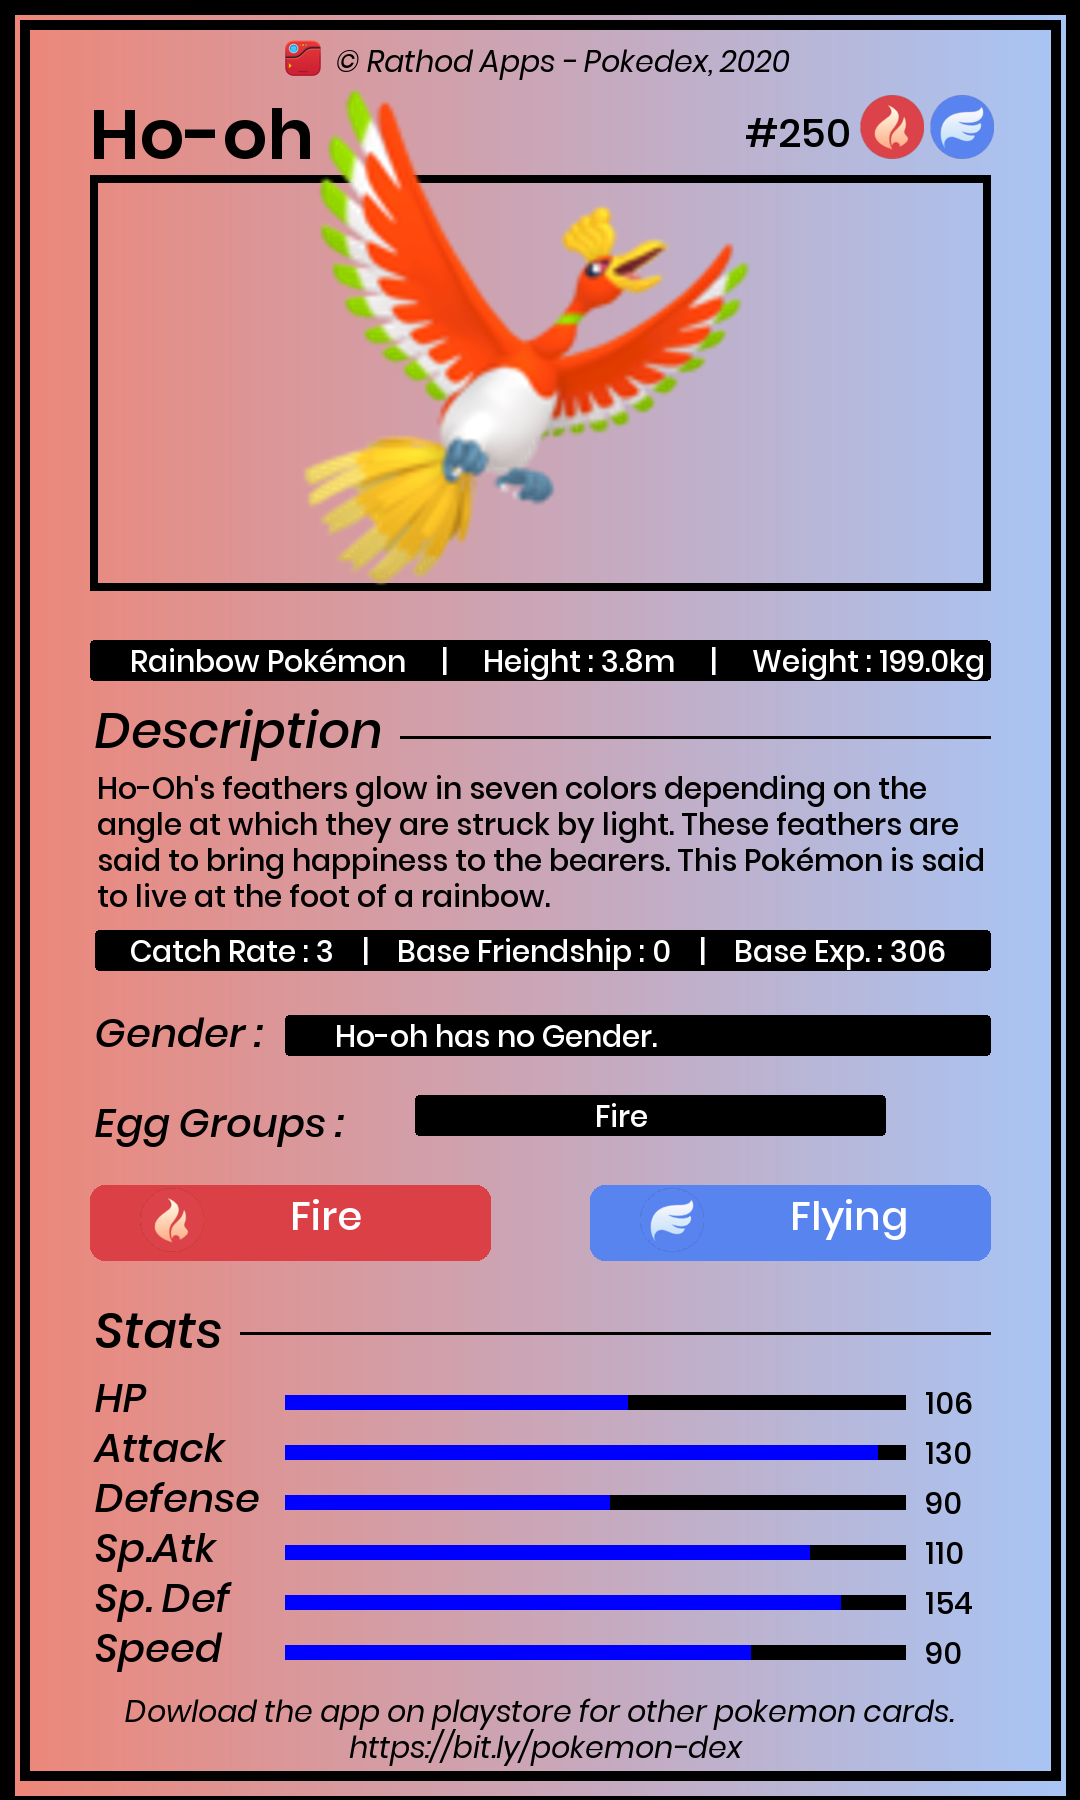 © Rathod Apps - Pokedex, 2020
Ho-oh #250
Rainbow Pokémon | Height : 3.8m | Weight : 199.0kg
Description
Ho-Oh's feathers glow in seven colors depending on the
angle at which they are struck by light. These feathers are
said to bring happiness to the bearers. This Pokémon is said
to live at the foot of a rainbow.
Catch Rate : 3 | Base Friendship : 0 | Base Exp. : 306
Gender : Ho-oh has no Gender.
Egg Groups : Fire
Fire Flying
Stats
HP 106
Attack 130
Defense 90
Sp.Atk 110
Sp. Def 154
Speed 90
Dowload the app on playstore for other pokemon cards.
https://bit.ly/pokemon-dex